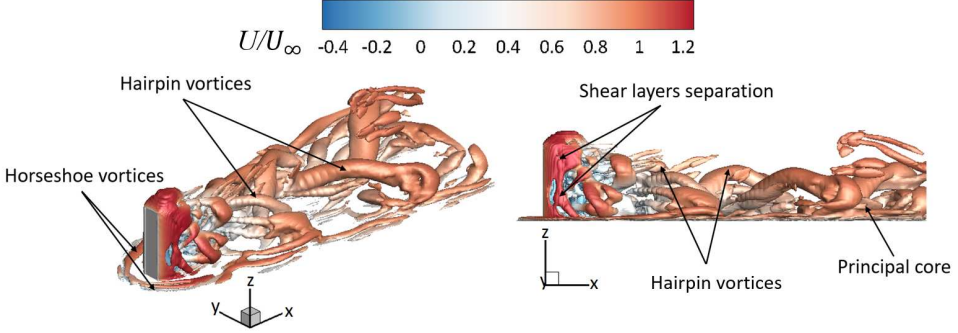 U/U∞ -0.4 -0.2 0 0.2 0.4 0.6 0.8 1 1.2
Hairpin vortices
Horseshoe vortices
z
y
x
Shear layers separation
z
y
x
Hairpin vortices
Principal core